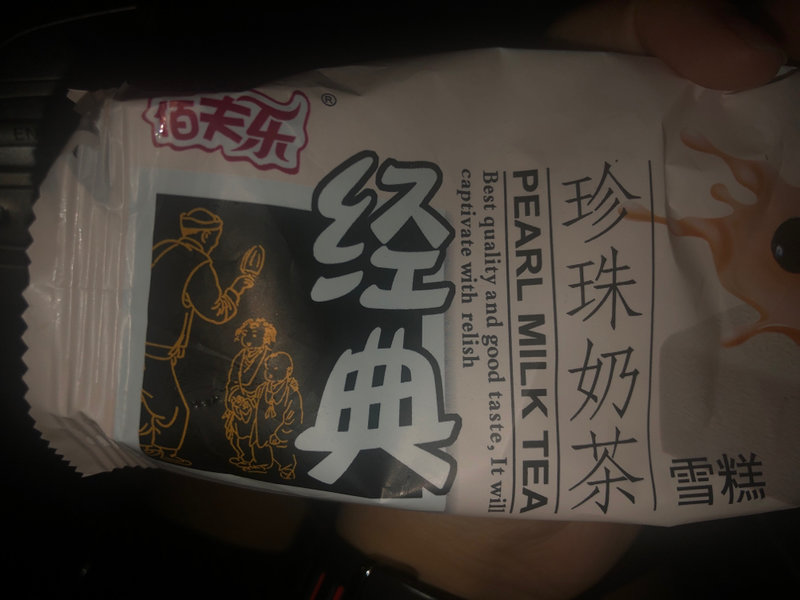 佰夫乐®
经典
Best quality and good taste, It will
captivate with relish
PEARL MILK TEA
珍珠奶茶
雪糕